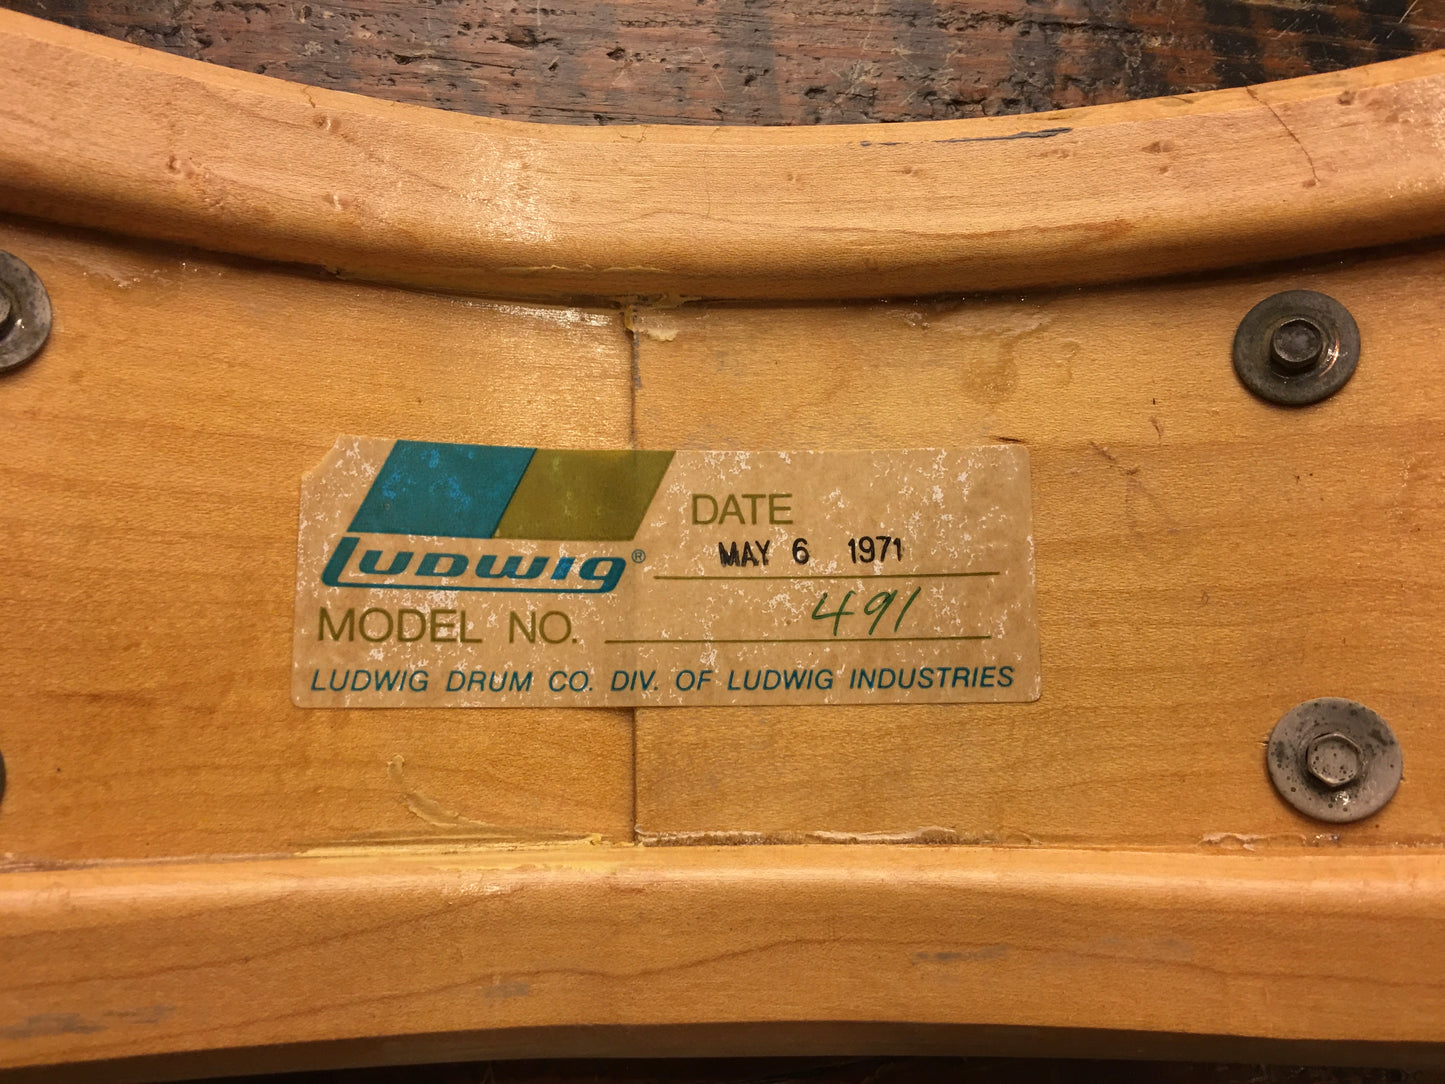 LUDWIG®
DATE
MAY 6 1971
MODEL NO. 491
LUDWIG DRUM CO. DIV. OF LUDWIG INDUSTRIES